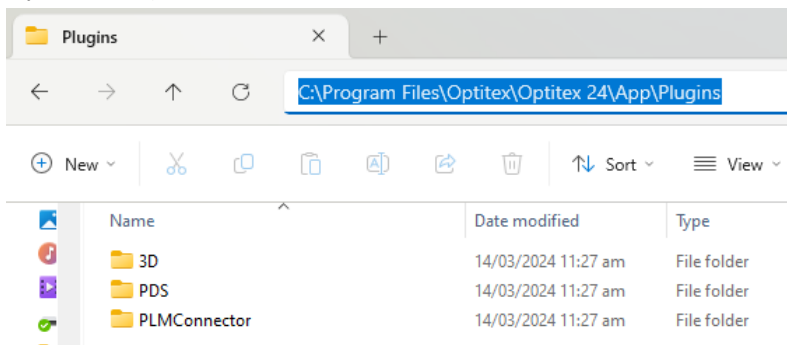 Plugins
C:\Program Files\Optitex\Optitex 24\App\Plugins
New Sort View
Name Date modified Type
3D 14/03/2024 11:27 am File folder
PDS 14/03/2024 11:27 am File folder
PLMConnector 14/03/2024 11:27 am File folder